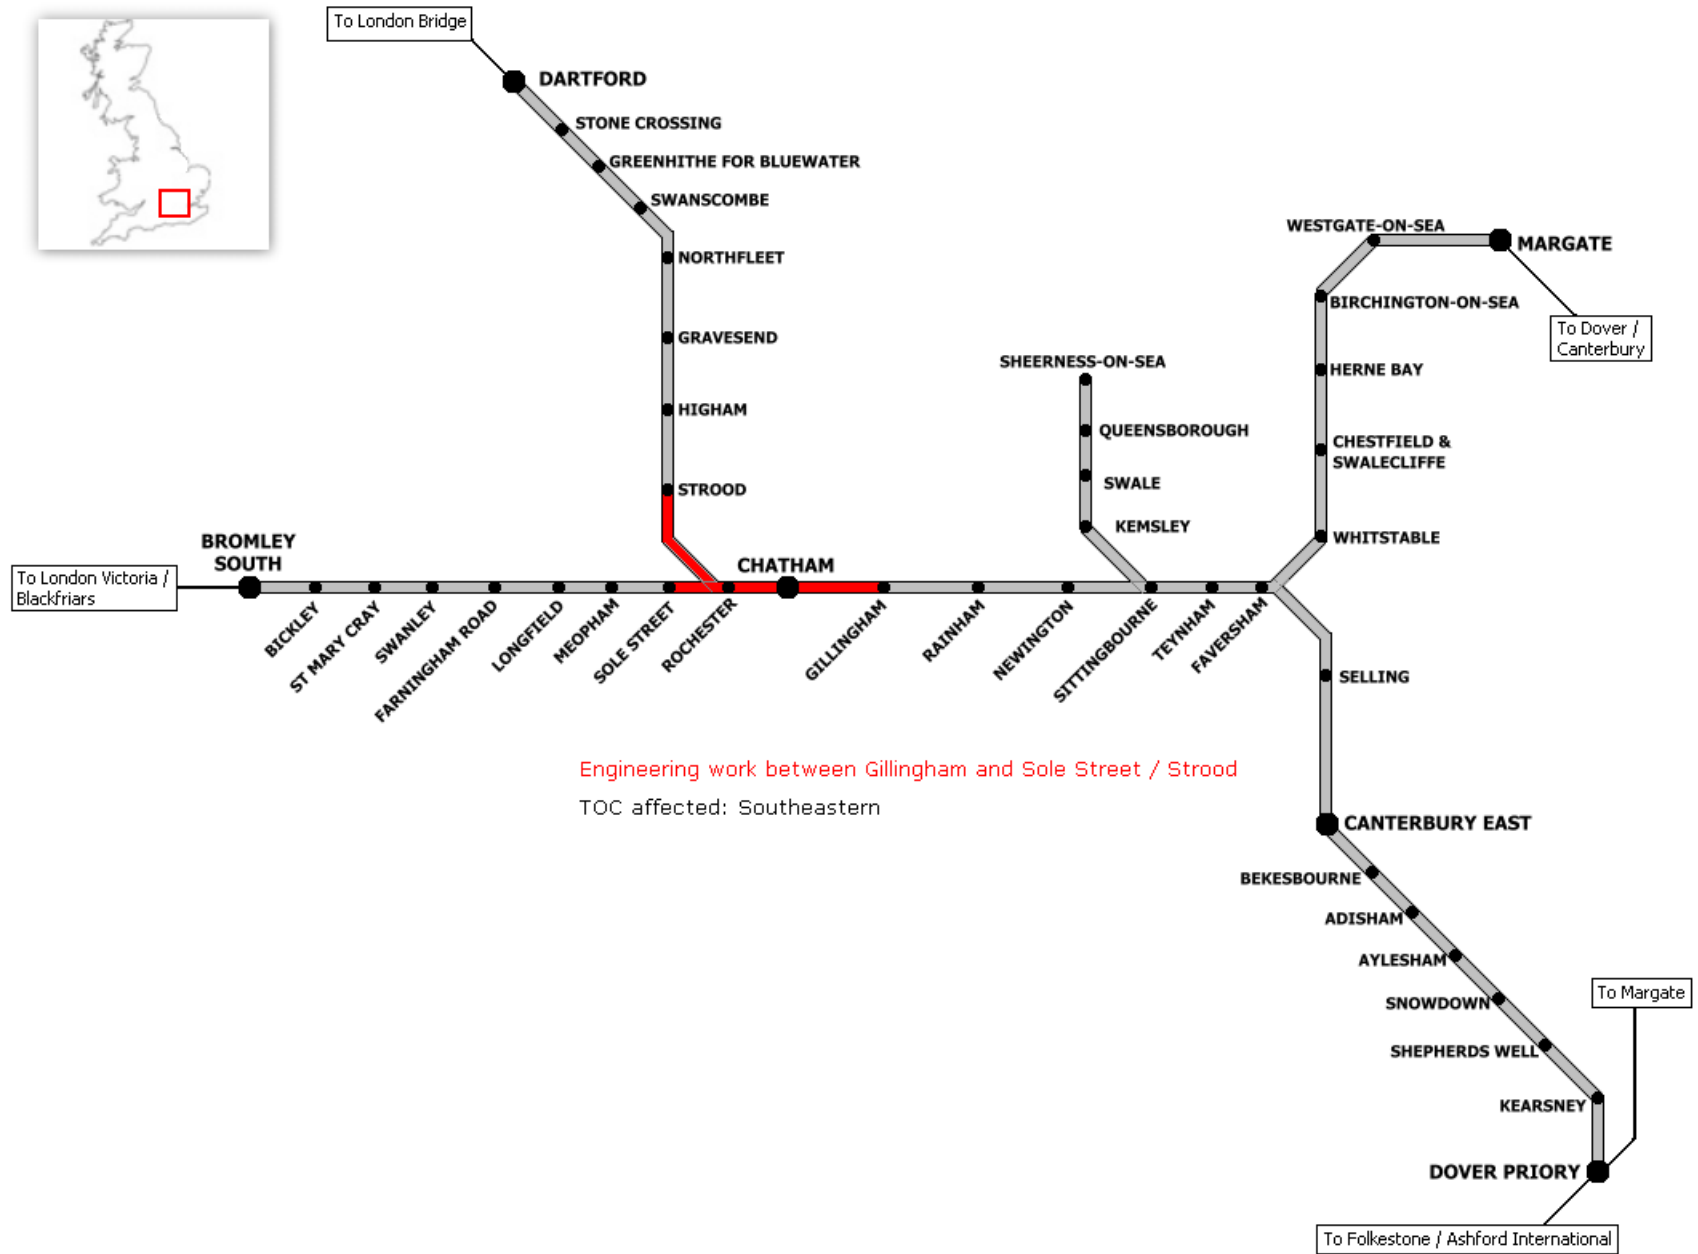 To London Bridge
DARTFORD
STONE CROSSING
GREENHITHE FOR BLUEWATER
SWANSCOMBE
NORTHFLEET
GRAVESEND
HIGHAM
STROOD
WESTGATE-ON-SEA
MARGATE
BIRCHINGTON-ON-SEA
To Dover /
Canterbury
HERNE BAY
CHESTFIELD &
SWALECLIFFE
WHITSTABLE
SHEERNESS-ON-SEA
QUEENSBOROUGH
SWALE
KEMSLEY
BROMLEY
SOUTH
To London Victoria /
Blackfriars
CHATHAM
BICKLEY
ST MARY CRAY
SWANLEY
FARNINGHAM ROAD
LONGFIELD
MEOPHAM
SOLE STREET
ROCHESTER
GILLINGHAM
RAINHAM
NEWINGTON
SITTINGBOURNE
TEYNHAM
FAVERSHAM
SELLING
Engineering work between Gillingham and Sole Street / Strood
TOC affected: Southeastern
CANTERBURY EAST
BEKESBOURNE
ADISHAM
AYLESHAM
SNOWDOWN
SHEPHERDS WELL
KEARSNEY
To Margate
DOVER PRIORY
To Folkestone / Ashford International